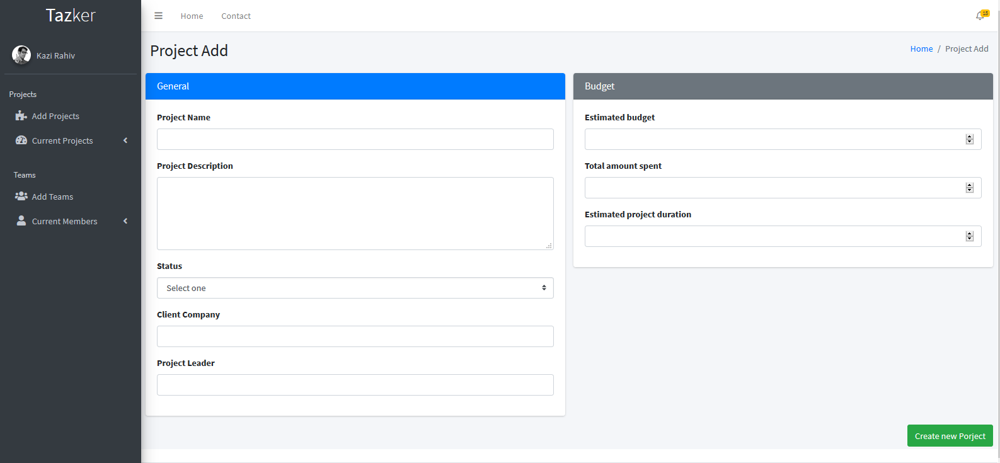 Tazker
Home
Contact
15
Kazi Rahiv
Project Add
Home / Project Add
Projects
Add Projects
Current Projects
Teams
Add Teams
Current Members
General
Project Name
Project Description
Status
Select one
Client Company
Project Leader
Budget
Estimated budget
Total amount spent
Estimated project duration
Create new Porject